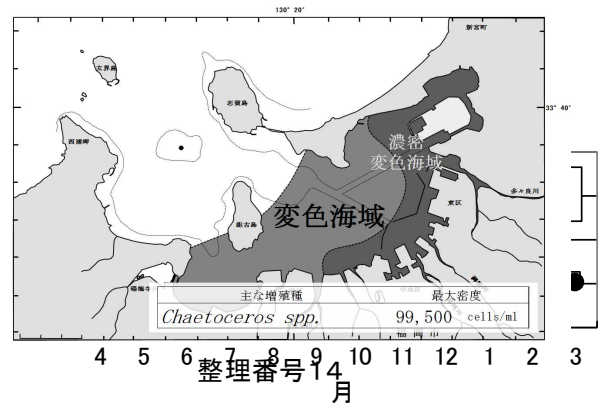 130° 20'
新宮町
玄界島
志賀島
33° 40'
濃密
変色海域
西浦岬
多々良川
東区
能古島
変色海域
主な増殖種 最大密度
Chaetoceros spp. 99,500 cells/ml
福岡市
4 5 6 7 8 9 10 11 12 1 2 3
整理番号14
月